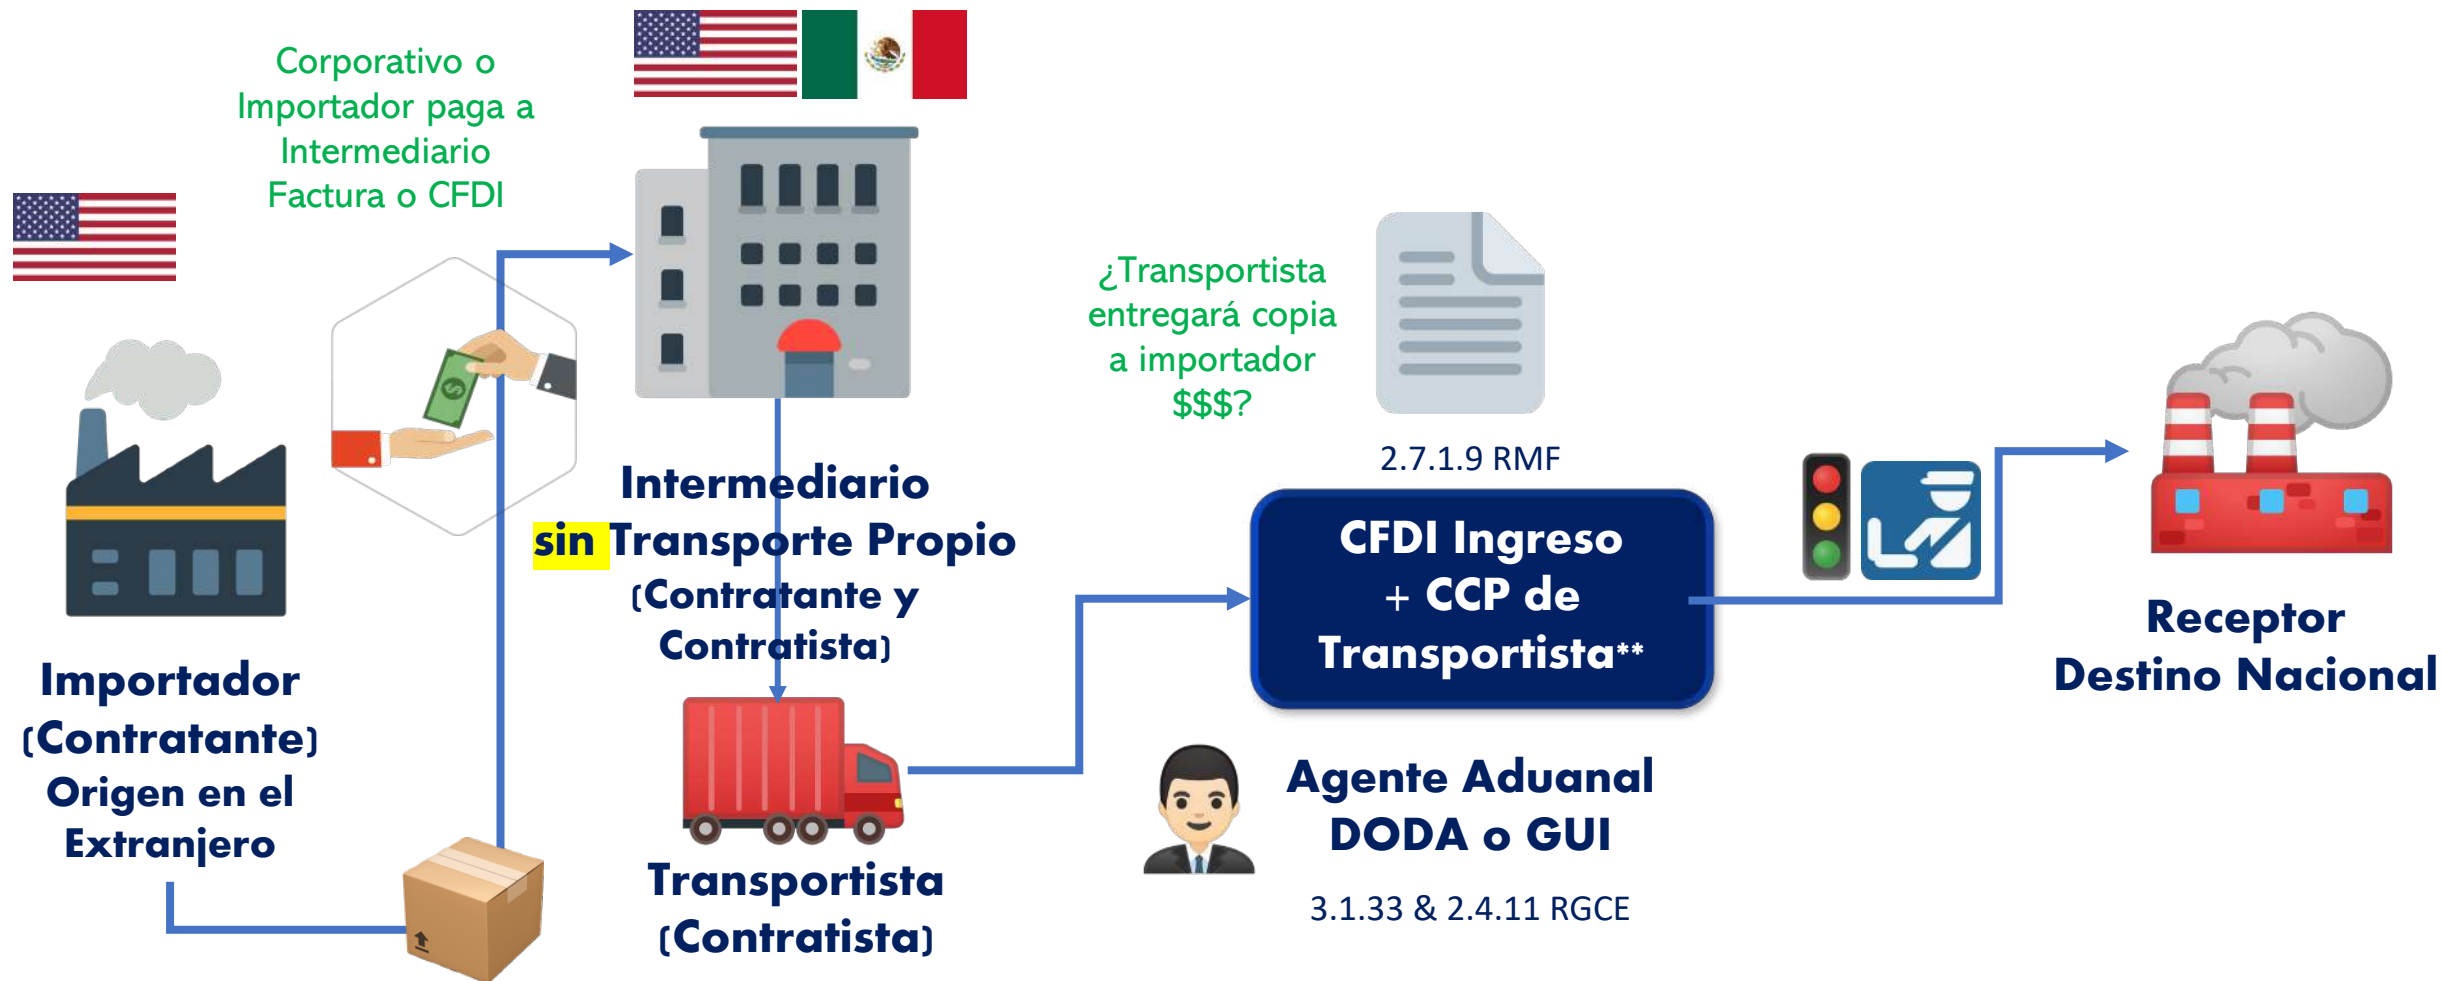 Corporativo o
Importador paga a
Intermediario
Factura o CFDI
Importador
(Contratante)
Origen en el
Extranjero
Intermediario
sin Transporte Propio
(Contratante y
Contratista)
Transportista
(Contratista)
¿Transportista
entregará copia
a importador
$$$?
2.7.1.9 RMF
CFDI Ingreso
+ CCP de
Transportista**
Agente Aduanal
DODA o GUI
3.1.33 & 2.4.11 RGCE
Receptor
Destino Nacional